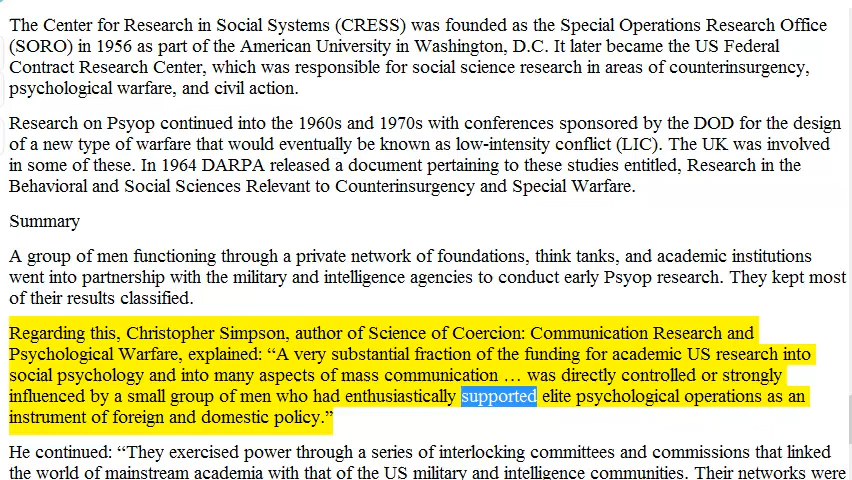 The Center for Research in Social Systems (CRESS) was founded as the Special Operations Research Office
(SORO) in 1956 as part of the American University in Washington, D.C. It later became the US Federal
Contract Research Center, which was responsible for social science research in areas of counterinsurgency,
psychological warfare, and civil action.
Research on Psyop continued into the 1960s and 1970s with conferences sponsored by the DOD for the design
of a new type of warfare that would eventually be known as low-intensity conflict (LIC). The UK was involved
in some of these. In 1964 DARPA released a document pertaining to these studies entitled, Research in the
Behavioral and Social Sciences Relevant to Counterinsurgency and Special Warfare.
Summary
A group of men functioning through a private network of foundations, think tanks, and academic institutions
went into partnership with the military and intelligence agencies to conduct early Psyop research. They kept most
of their results classified.
Regarding this, Christopher Simpson, author of Science of Coercion: Communication Research and
Psychological Warfare, explained: “A very substantial fraction of the funding for academic US research into
social psychology and into many aspects of mass communication … was directly controlled or strongly
influenced by a small group of men who had enthusiastically supported elite psychological operations as an
instrument of foreign and domestic policy.”
He continued: “They exercised power through a series of interlocking committees and commissions that linked
the world of mainstream academia with that of the US military and intelligence communities. Their networks were